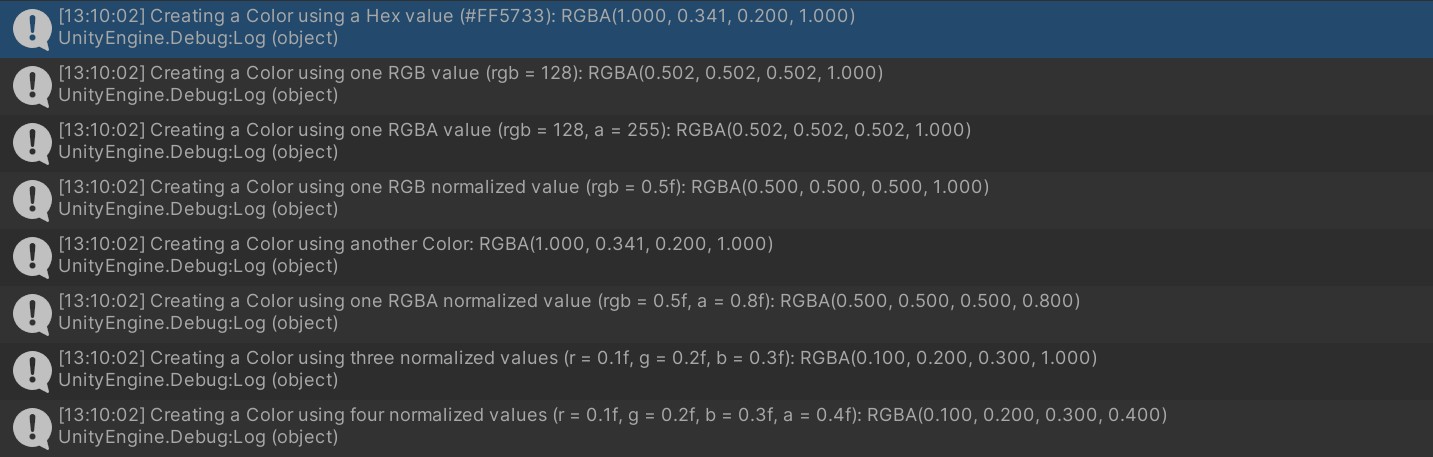 [13:10:02] Creating a Color using a Hex value (#FF5733): RGBA(1.000, 0.341, 0.200, 1.000)
UnityEngine.Debug:Log (object)
[13:10:02] Creating a Color using one RGB value (rgb = 128): RGBA(0.502, 0.502, 0.502, 1.000)
UnityEngine.Debug:Log (object)
[13:10:02] Creating a Color using one RGBA value (rgb = 128, a = 255): RGBA(0.502, 0.502, 0.502, 1.000)
UnityEngine.Debug:Log (object)
[13:10:02] Creating a Color using one RGB normalized value (rgb = 0.5f): RGBA(0.500, 0.500, 0.500, 1.000)
UnityEngine.Debug:Log (object)
[13:10:02] Creating a Color using another Color: RGBA(1.000, 0.341, 0.200, 1.000)
UnityEngine.Debug:Log (object)
[13:10:02] Creating a Color using one RGBA normalized value (rgb = 0.5f, a = 0.8f): RGBA(0.500, 0.500, 0.500, 0.800)
UnityEngine.Debug:Log (object)
[13:10:02] Creating a Color using three normalized values (r = 0.1f, g = 0.2f, b = 0.3f): RGBA(0.100, 0.200, 0.300, 1.000)
UnityEngine.Debug:Log (object)
[13:10:02] Creating a Color using four normalized values (r = 0.1f, g = 0.2f, b = 0.3f, a = 0.4f): RGBA(0.100, 0.200, 0.300, 0.400)
UnityEngine.Debug:Log (object)